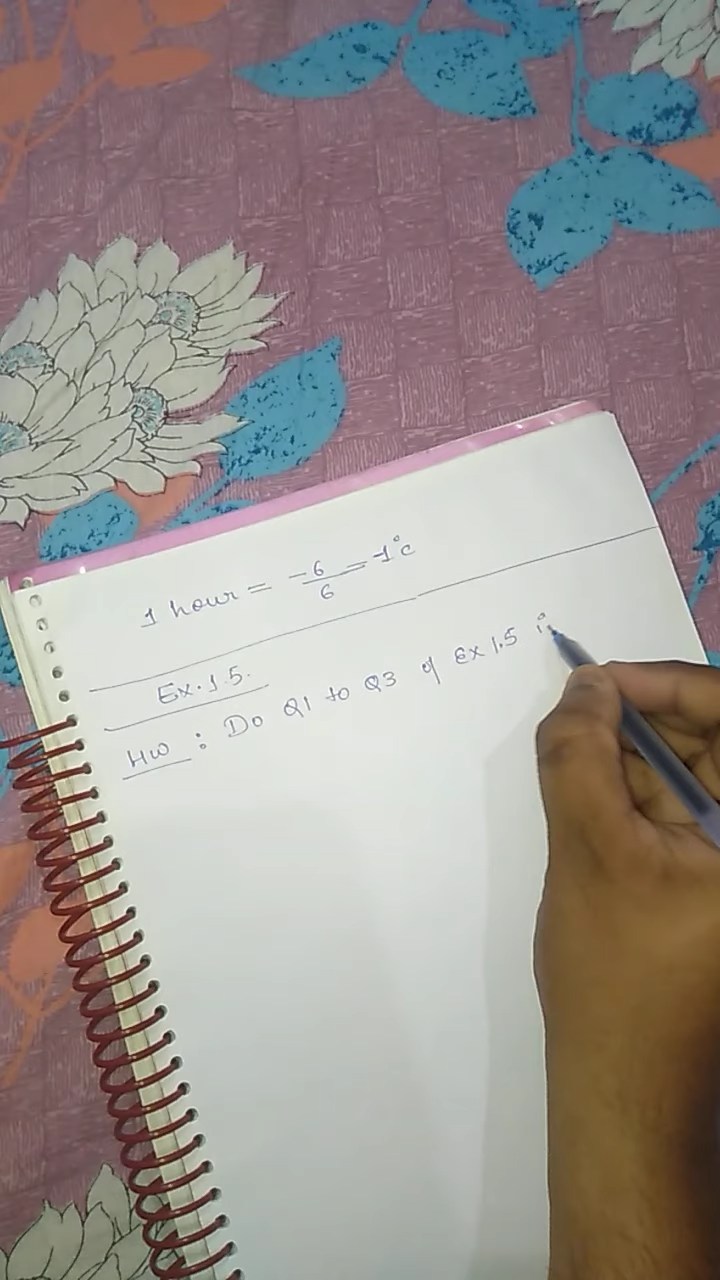 1 hour = -6/6 = -1°c
Ex. 1.5.
HW : Do Q1 to Q3 of Ex 1.5 i